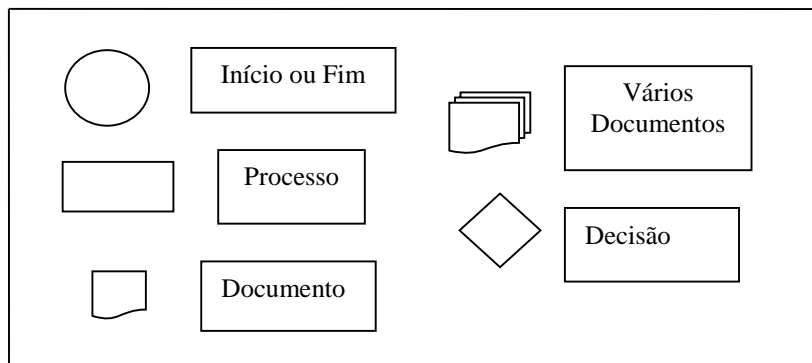 Início ou Fim
Processo
Documento
Vários
Documentos
Decisão